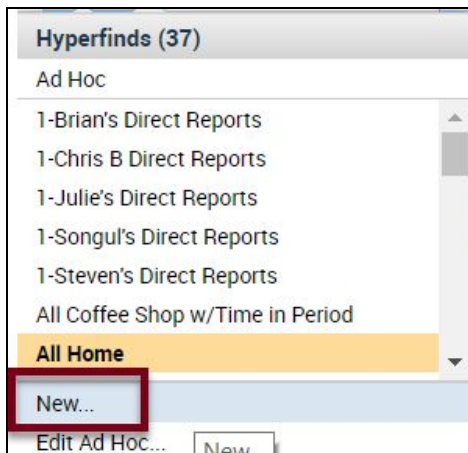 Hyperfinds (37)
Ad Hoc
1-Brian's Direct Reports
1-Chris B Direct Reports
1-Julie's Direct Reports
1-Songul's Direct Reports
1-Steven's Direct Reports
All Coffee Shop w/Time in Period
All Home
New...
Edit Ad Hoc...
New...